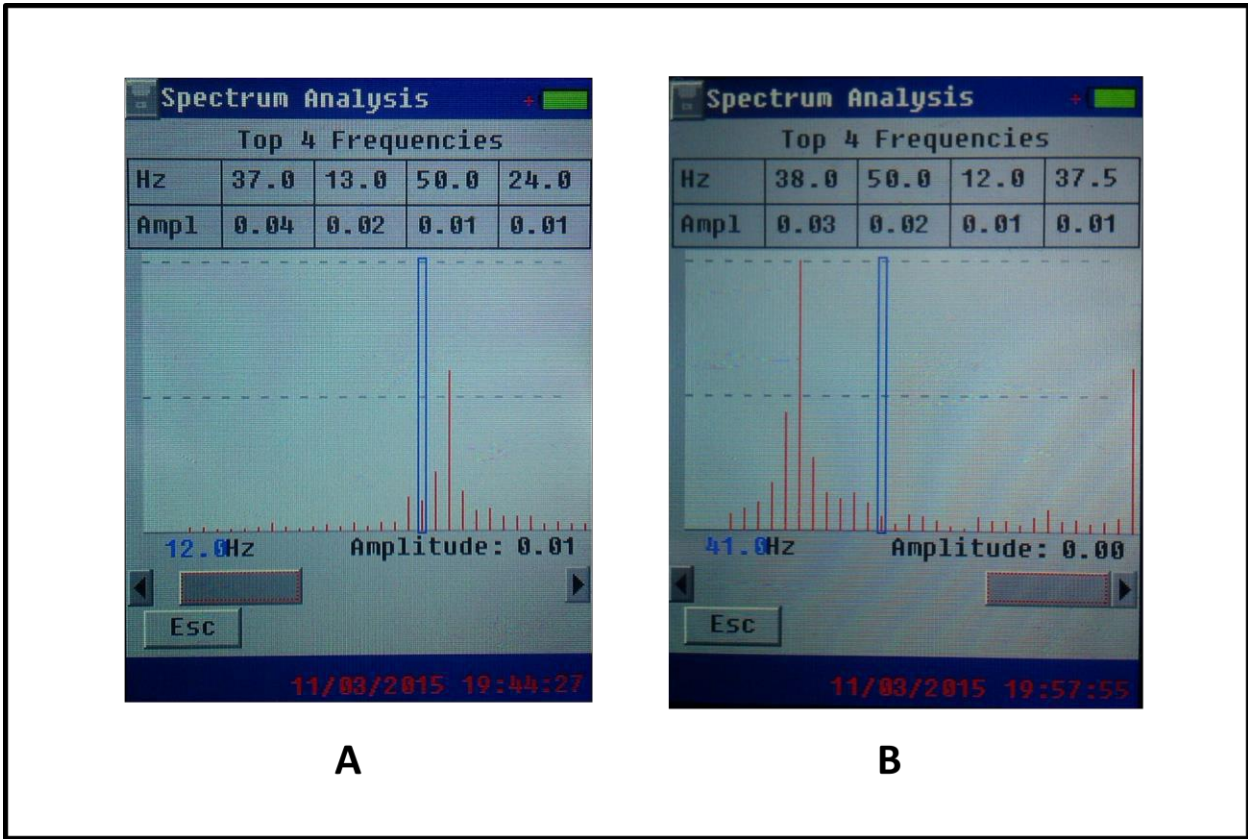 Spectrum Analysis
Top 4 Frequencies
Hz 37.0 13.0 50.0 24.0
Ampl 0.04 0.02 0.01 0.01
12.0Hz Amplitude: 0.01
Esc
11/03/2015 19:44:27
A
Spectrum Analysis
Top 4 Frequencies
Hz 38.0 50.0 12.0 37.5
Ampl 0.03 0.02 0.01 0.01
41.0Hz Amplitude: 0.00
Esc
11/03/2015 19:57:55
B